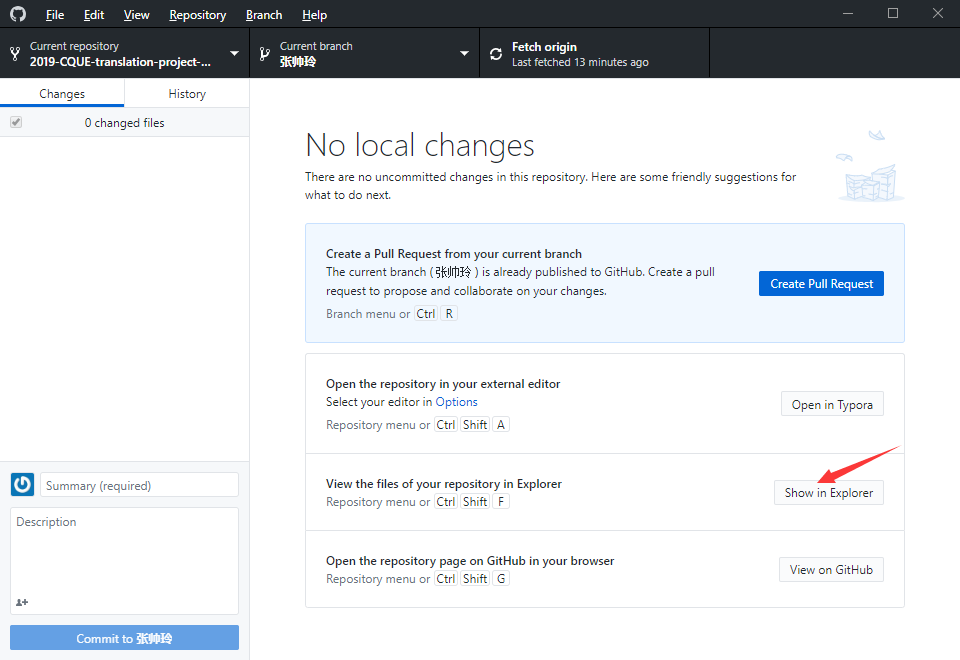 File Edit View Repository Branch Help
Current repository
2019-CQUE-translation-project-...
Current branch
张帅玲
Fetch origin
Last fetched 13 minutes ago
Changes
History
0 changed files
No local changes
There are no uncommitted changes in this repository. Here are some friendly suggestions for
what to do next.
Create a Pull Request from your current branch
The current branch ( 张帅玲 ) is already published to GitHub. Create a pull
request to propose and collaborate on your changes.
Branch menu or Ctrl R
Create Pull Request
Open the repository in your external editor
Select your editor in Options
Repository menu or Ctrl Shift A
Open in Typora
View the files of your repository in Explorer
Repository menu or Ctrl Shift F
Show in Explorer
Open the repository page on GitHub in your browser
Repository menu or Ctrl Shift G
View on GitHub
Summary (required)
Description
Commit to 张帅玲